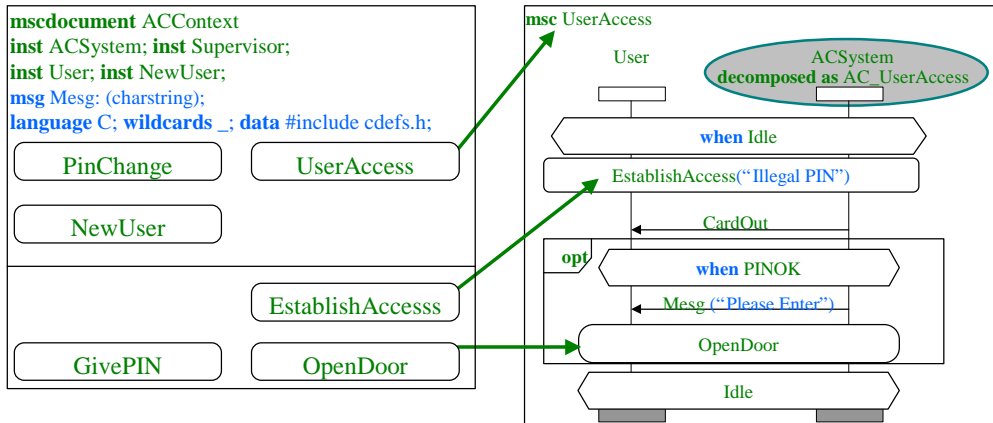 mscdocument ACContext
inst ACSystem; inst Supervisor;
inst User; inst NewUser;
msg Mesg: (charstring);
language C; wildcards _; data #include cdefs.h;
PinChange
UserAccess
NewUser
EstablishAccesss
GivePIN
OpenDoor
msc UserAccess
User
ACSystem
decomposed as AC_UserAccess
when Idle
EstablishAccess(“Illegal PIN”)
CardOut
opt
when PINOK
Mesg (“Please Enter”)
OpenDoor
Idle